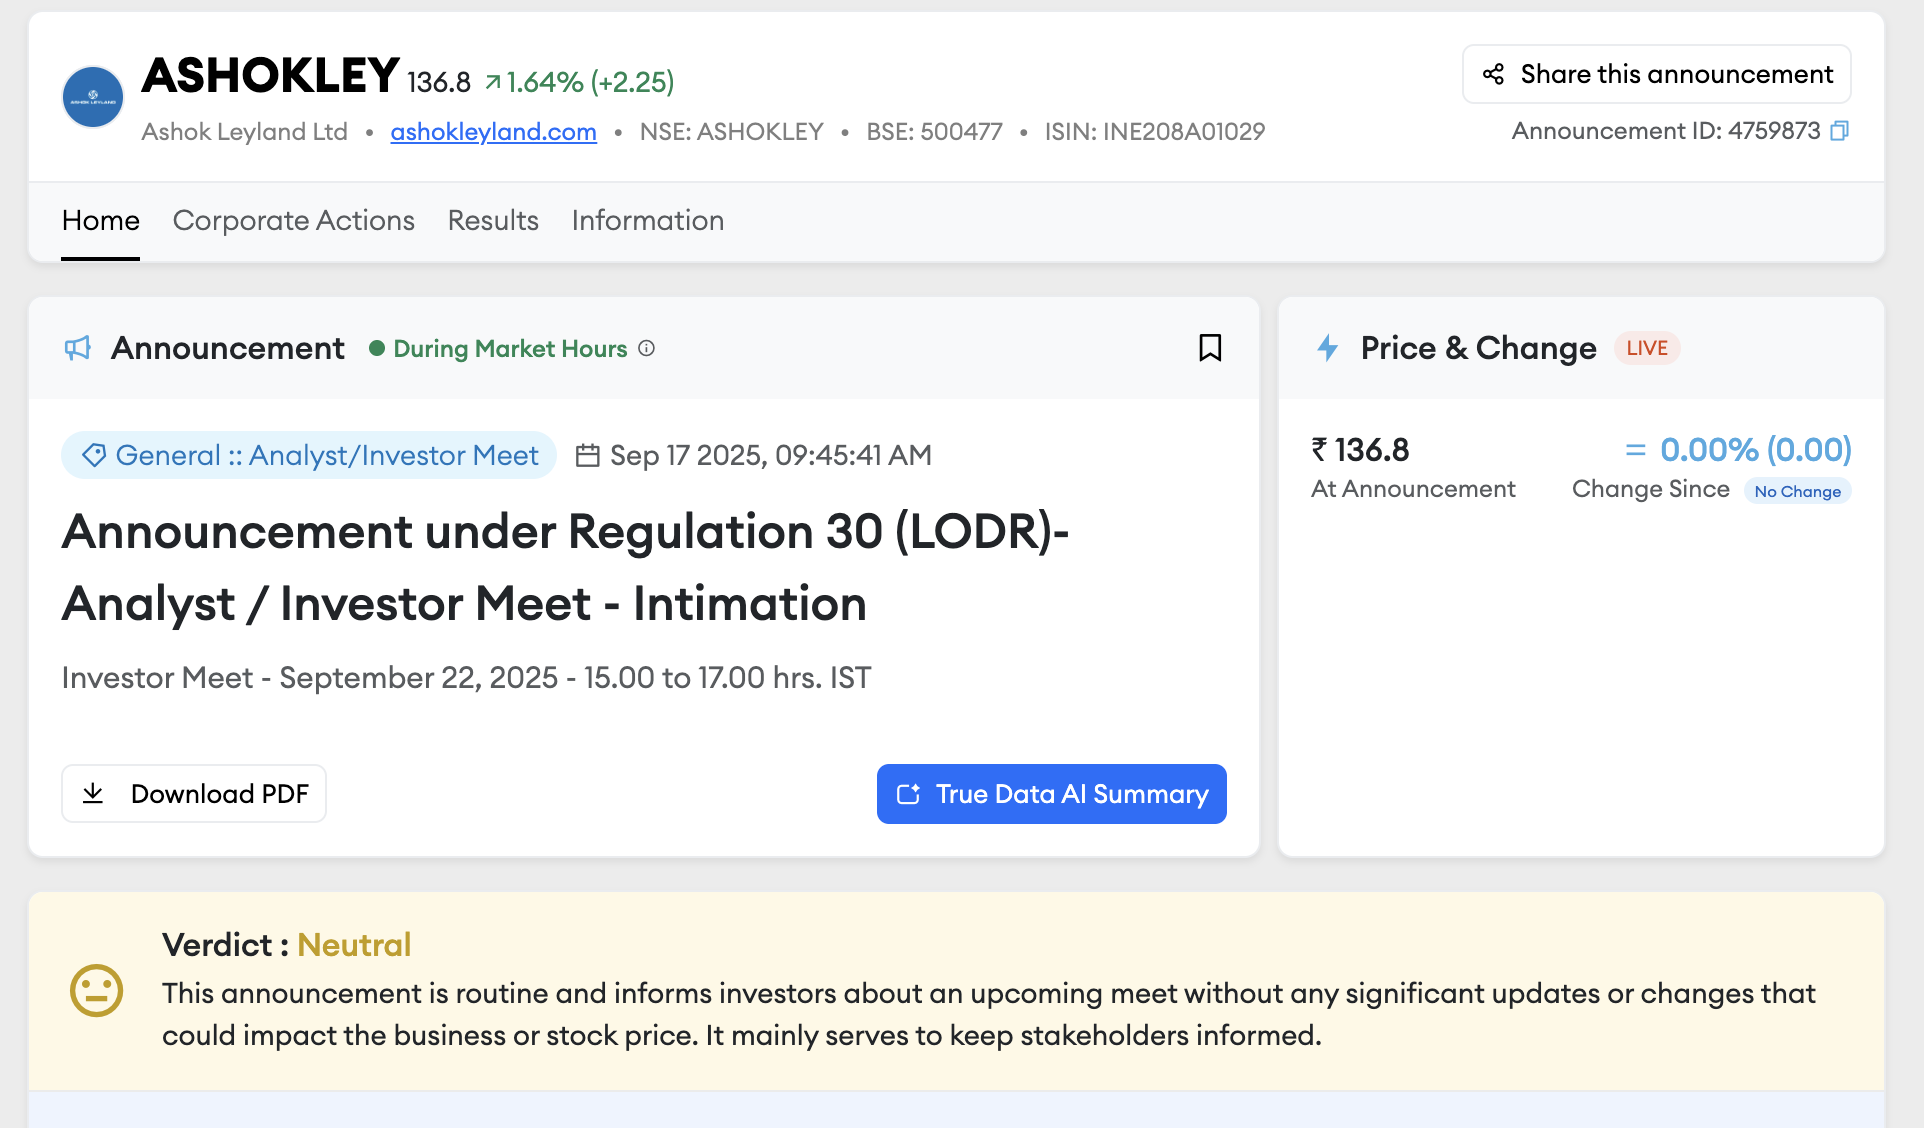 ASHOK LEYLAND
ASHOKLEY 136.8 1.64% (+2.25)
Share this announcement
Ashok Leyland Ltd • ashokleyland.com • NSE: ASHOKLEY • BSE: 500477 • ISIN: INE208A01029
Announcement ID: 4759873
Home Corporate Actions Results Information
Announcement During Market Hours
Price & Change LIVE
General :: Analyst/Investor Meet Sep 17 2025, 09:45:41 AM
Announcement under Regulation 30 (LODR)-
Analyst / Investor Meet - Intimation
Investor Meet - September 22, 2025 - 15.00 to 17.00 hrs. IST
Download PDF
True Data AI Summary
₹ 136.8
At Announcement
= 0.00% (0.00)
Change Since No Change
Verdict : Neutral
This announcement is routine and informs investors about an upcoming meet without any significant updates or changes that
could impact the business or stock price. It mainly serves to keep stakeholders informed.